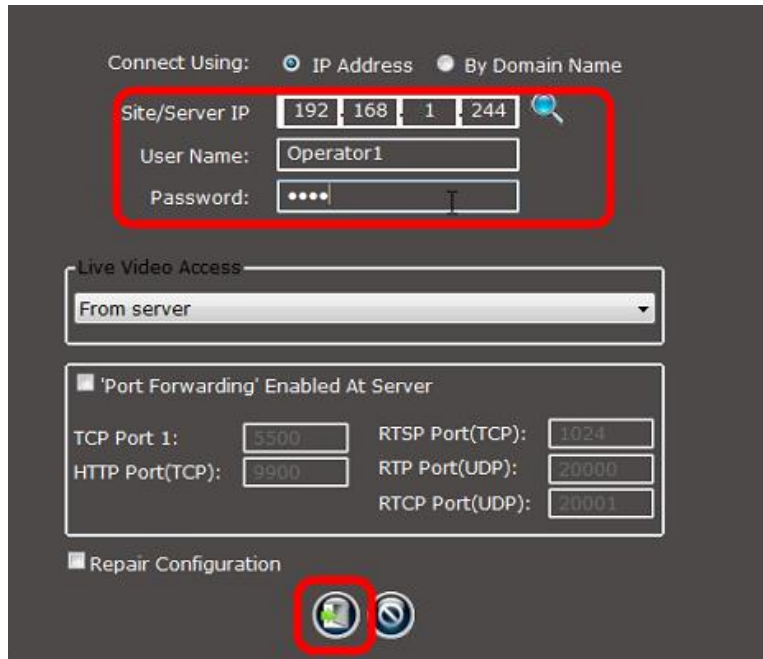 Connect Using: IP Address By Domain Name
Site/Server IP 192 . 168 . 1 . 244
User Name: Operator1
Password: ••••
Live Video Access
From server
'Port Forwarding' Enabled At Server
TCP Port 1: 5500 RTSP Port(TCP): 1024
HTTP Port(TCP): 9900 RTP Port(UDP): 20000
RTCP Port(UDP): 20001
Repair Configuration